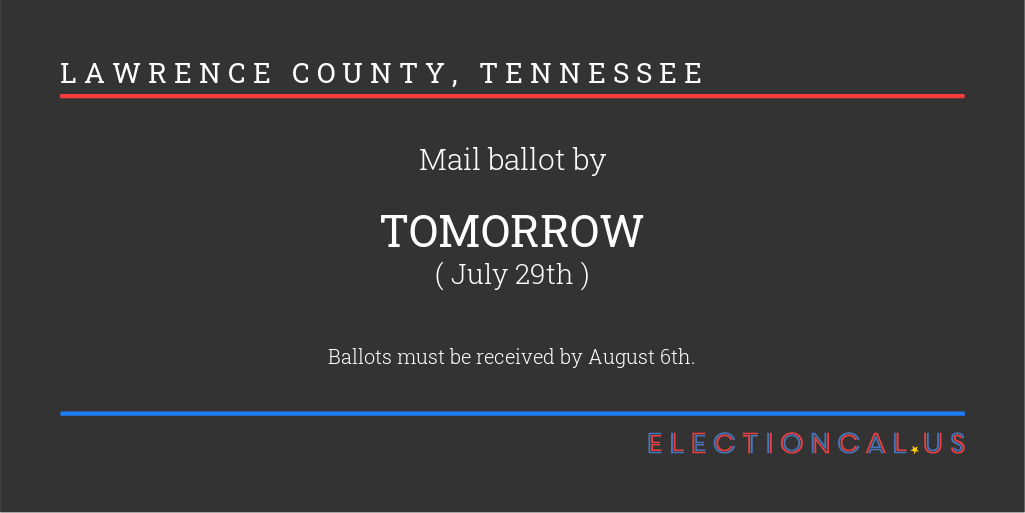 LAWRENCE COUNTY, TENNESSEE
Mail ballot by
TOMORROW
( July 29th )
Ballots must be received by August 6th.
ELECTIONCAL.US